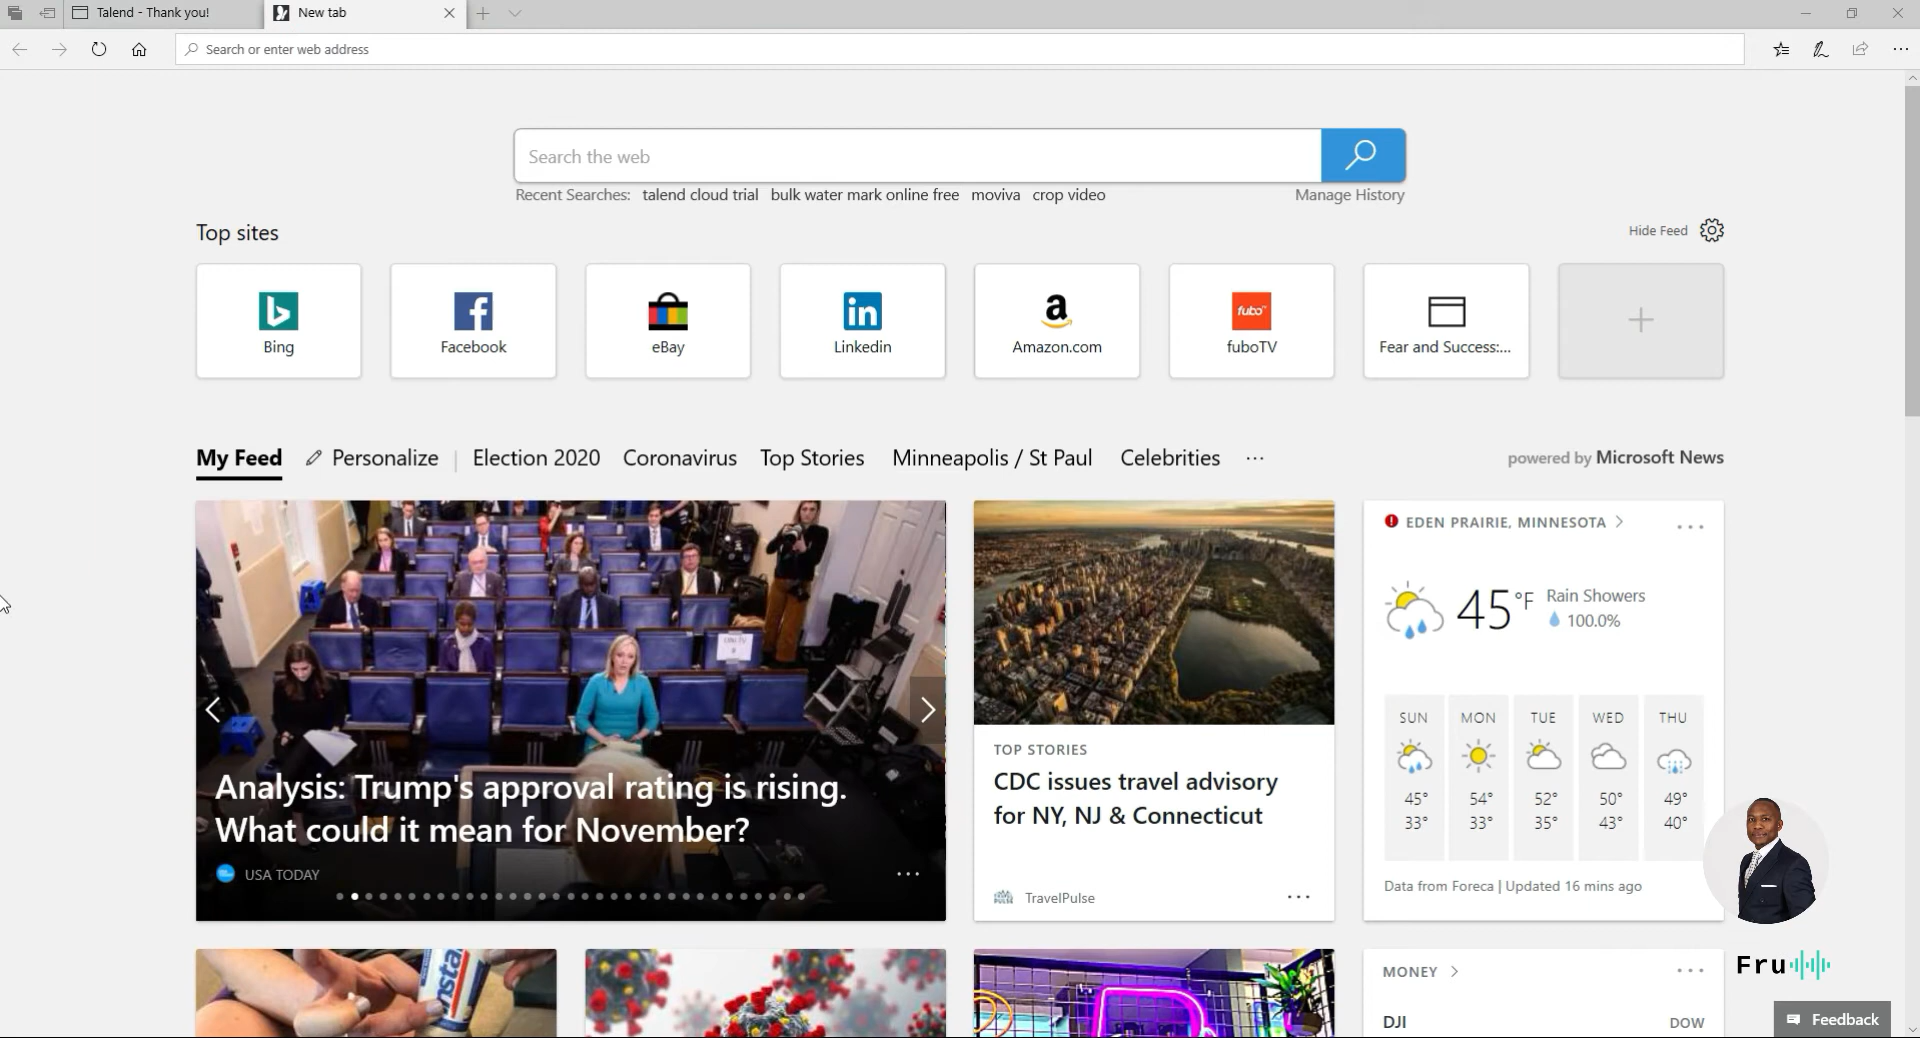 Talend - Thank you!
New tab
Search or enter web address
Search the web
Recent Searches: talend cloud trial bulk water mark online free moviva crop video Manage History
Top sites
Hide Feed
Bing
Facebook
eBay
Linkedin
Amazon.com
fubo
fuboTV
Fear and Success:...
My Feed Personalize | Election 2020 Coronavirus Top Stories Minneapolis / St Paul Celebrities ...
powered by Microsoft News
Analysis: Trump's approval rating is rising.
What could it mean for November?
USA TODAY
TOP STORIES
CDC issues travel advisory
for NY, NJ & Connecticut
TravelPulse
EDEN PRAIRIE, MINNESOTA
45°F
Rain Showers
100.0%
SUN MON TUE WED THU
45° 54° 52° 50° 49°
33° 33° 35° 43° 40°
Data from Foreca | Updated 16 mins ago
Fru
MONEY
DJI
DOW
Feedback